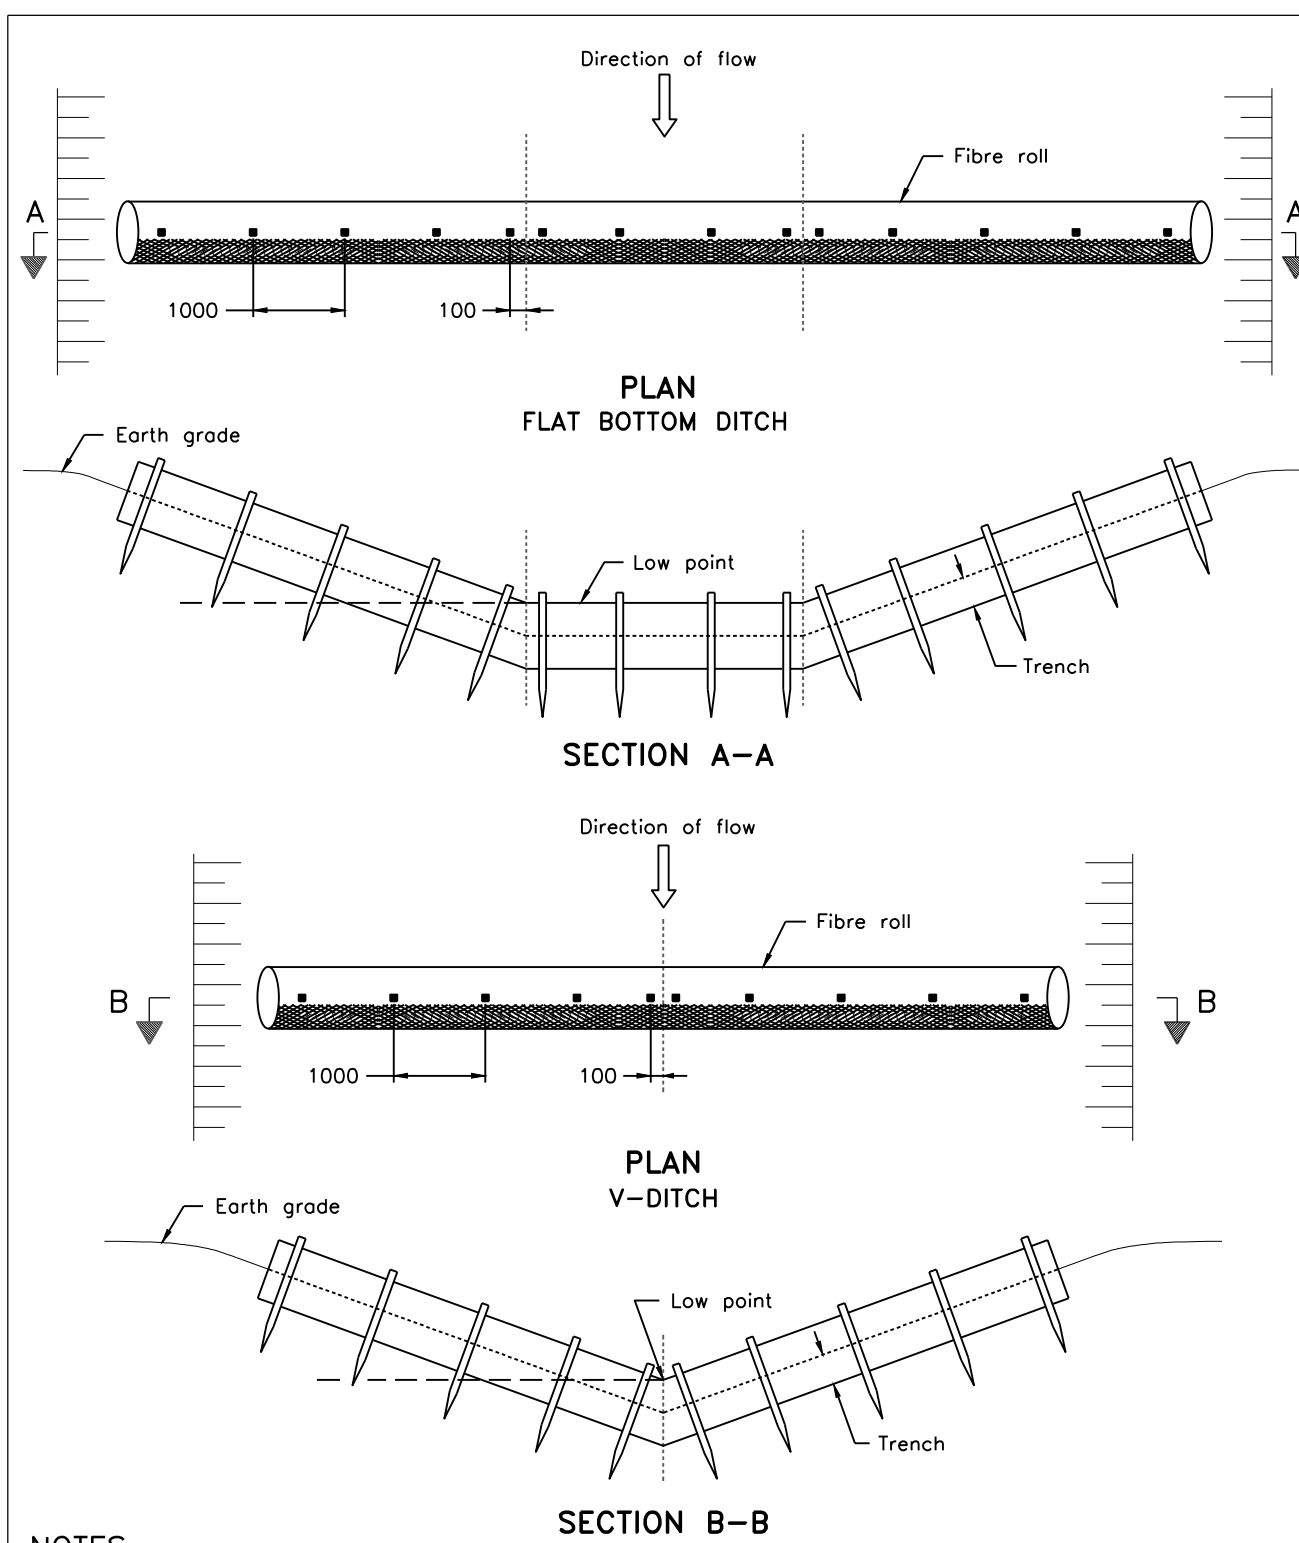 Direction of flow
Fibre roll
A
A
1000
100
PLAN
FLAT BOTTOM DITCH
Earth grade
Low point
Trench
SECTION A-A
Direction of flow
Fibre roll
B
B
1000
100
PLAN
V-DITCH
Earth grade
Low point
Trench
SECTION B-B
NOTES